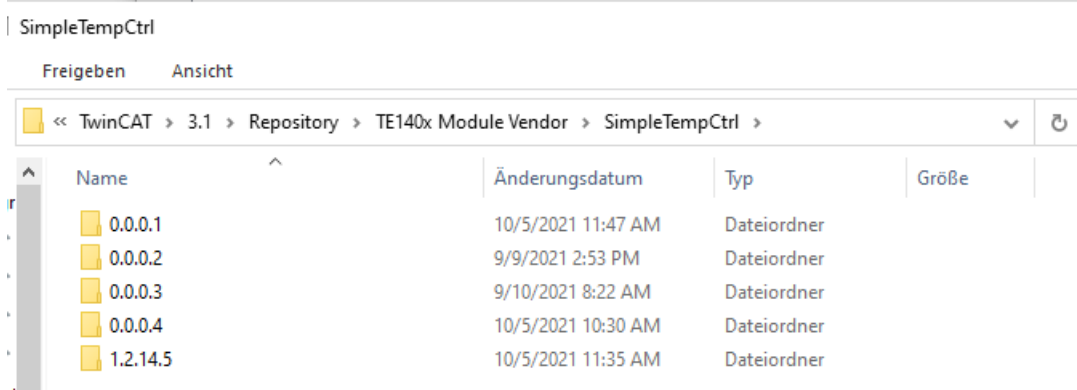 SimpleTempCtrl
Freigeben Ansicht
« TwinCAT > 3.1 > Repository > TE140x Module Vendor > SimpleTempCtrl >
Name Änderungsdatum Typ Größe
0.0.0.1 10/5/2021 11:47 AM Dateiordner
0.0.0.2 9/9/2021 2:53 PM Dateiordner
0.0.0.3 9/10/2021 8:22 AM Dateiordner
0.0.0.4 10/5/2021 10:30 AM Dateiordner
1.2.14.5 10/5/2021 11:35 AM Dateiordner